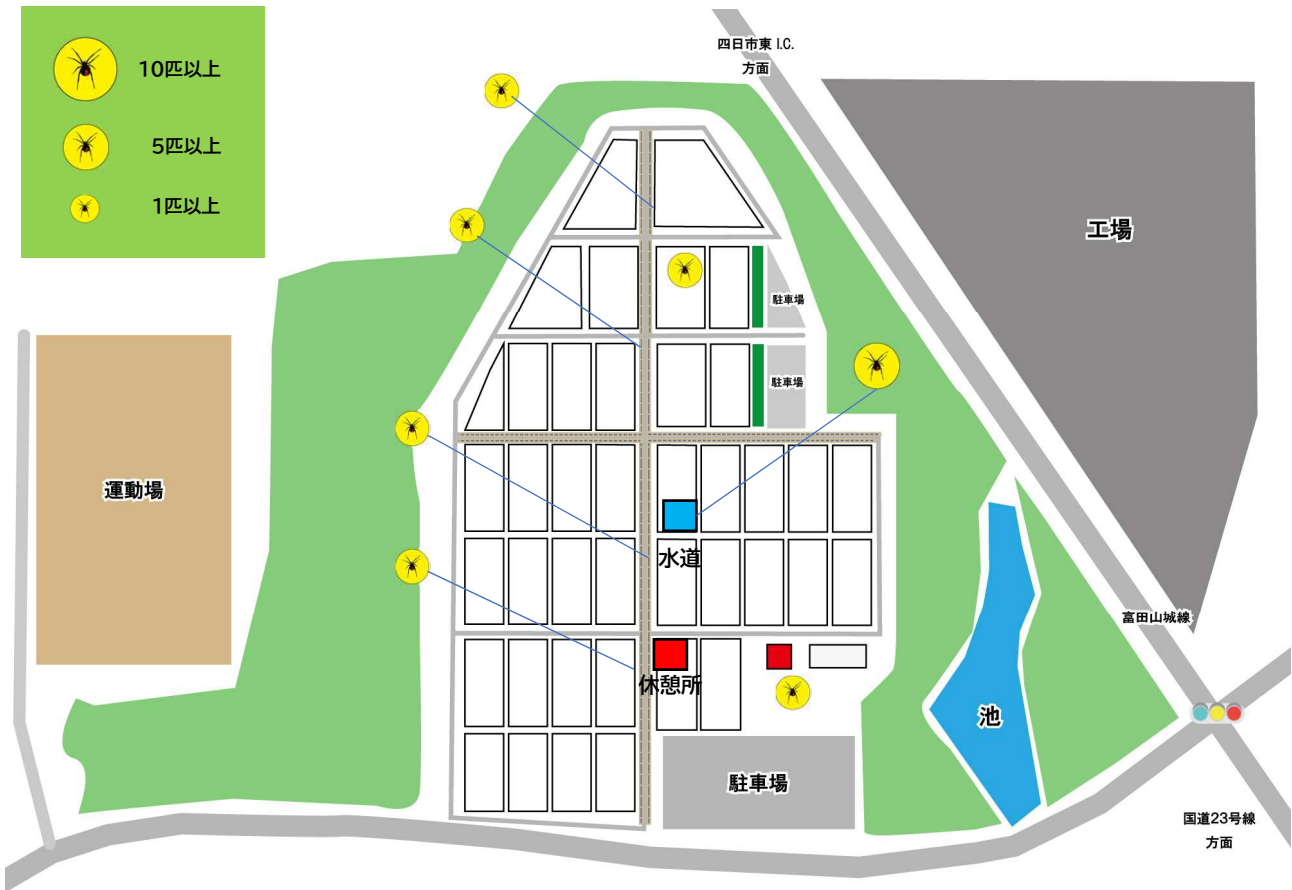 10匹以上
5匹以上
1匹以上
四日市東 I.C.
方面
工場
駐車場
駐車場
運動場
水道
富田山城線
休憩所
池
駐車場
国道23号線
方面